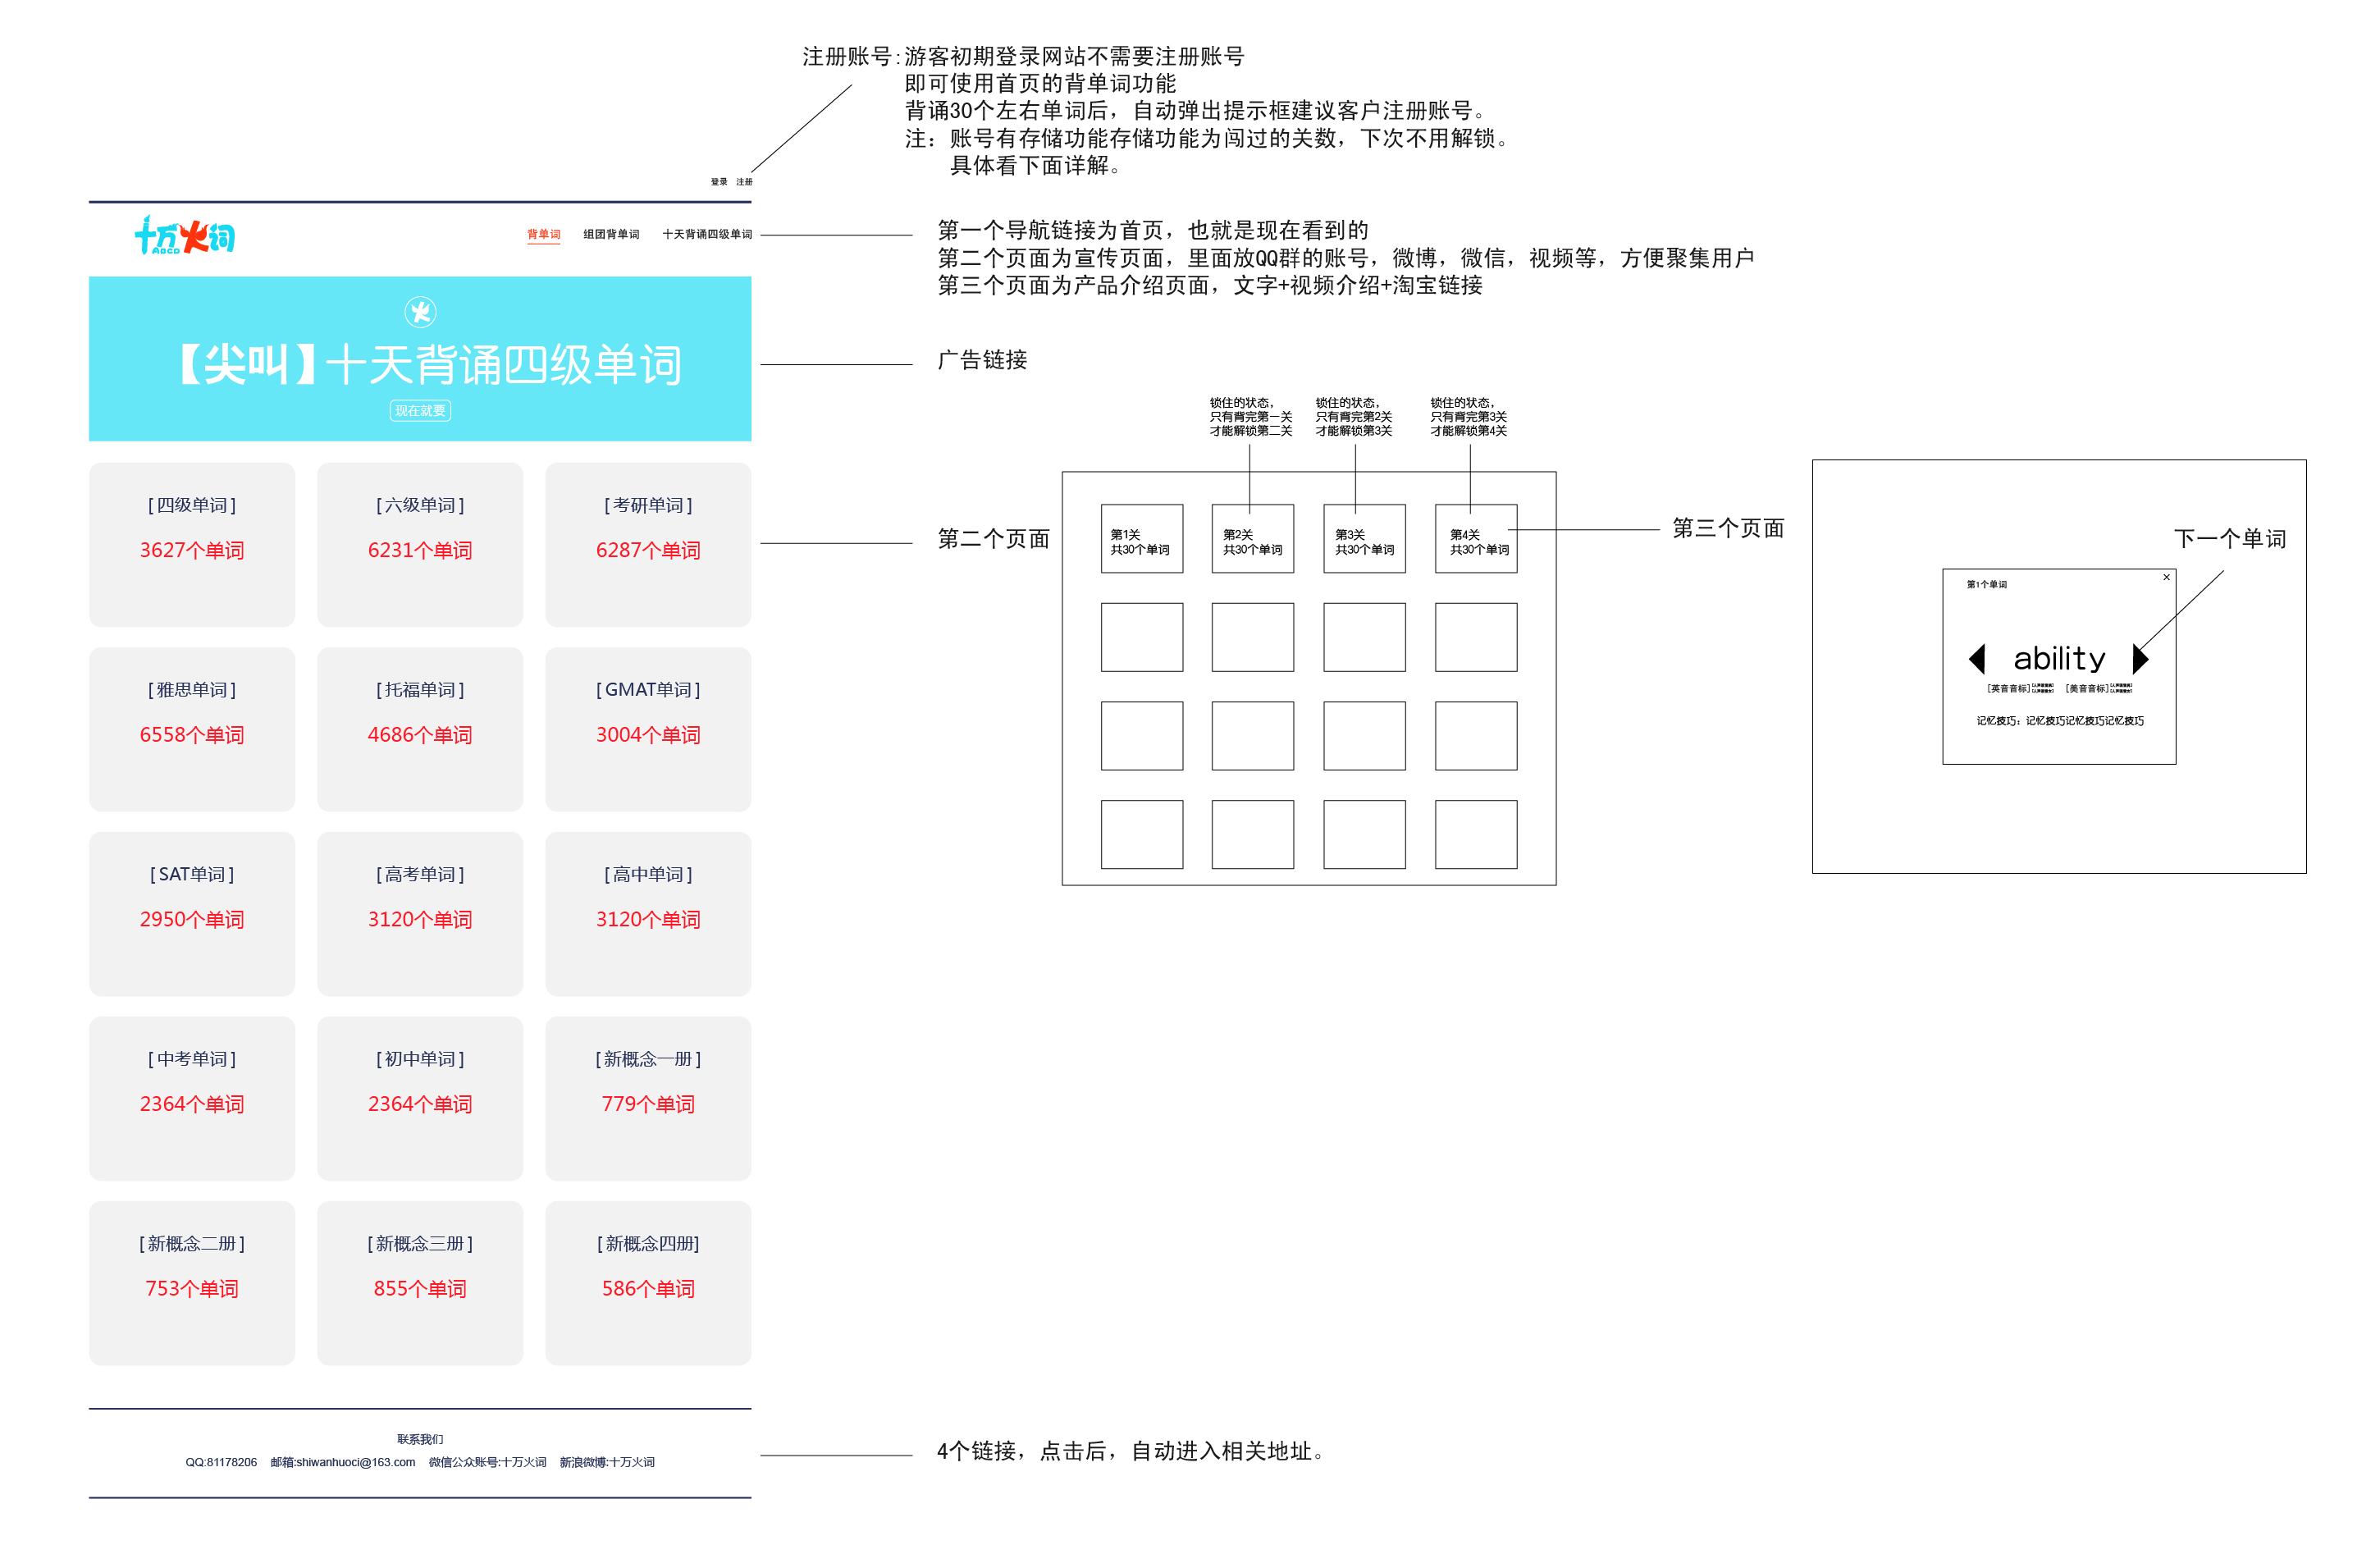 注册账号:游客初期登录网站不需要注册账号
即可使用首页的背单词功能
背诵30个左右单词后，自动弹出提示框建议客户注册账号。
注：账号有存储功能存储功能为闯过的关数，下次不用解锁。
具体看下面详解。
登录 注册
十万火词
AOCO
背单词 组团背单词 十天背诵四级单词
第一个导航链接为首页，也就是现在看到的
第二个页面为宣传页面，里面放QQ群的账号，微博，微信，视频等，方便聚集用户
第三个页面为产品介绍页面，文字+视频介绍+淘宝链接
火
【尖叫】十天背诵四级单词
现在就要
广告链接
[ 四级单词 ]
3627个单词
[ 六级单词 ]
6231个单词
[ 考研单词 ]
6287个单词
[ 雅思单词 ]
6558个单词
[ 托福单词 ]
4686个单词
[ GMAT单词 ]
3004个单词
[ SAT单词 ]
2950个单词
[ 高考单词 ]
3120个单词
[ 高中单词 ]
3120个单词
[ 中考单词 ]
2364个单词
[ 初中单词 ]
2364个单词
[ 新概念一册 ]
779个单词
[ 新概念二册 ]
753个单词
[ 新概念三册 ]
855个单词
[ 新概念四册]
586个单词
第二个页面
锁住的状态，
只有背完第一关
才能解锁第二关
锁住的状态，
只有背完第2关
才能解锁第3关
锁住的状态，
只有背完第3关
才能解锁第4关
第1关
共30个单词
第2关
共30个单词
第3关
共30个单词
第4关
共30个单词
第三个页面
下一个单词
第1个单词
×
ability
[英音音标] [美音音标]
记忆技巧：记忆技巧记忆技巧记忆技巧
联系我们
QQ:81178206 邮箱:shiwanhuoci@163.com 微信公众账号:十万火词 新浪微博:十万火词
4个链接，点击后，自动进入相关地址。